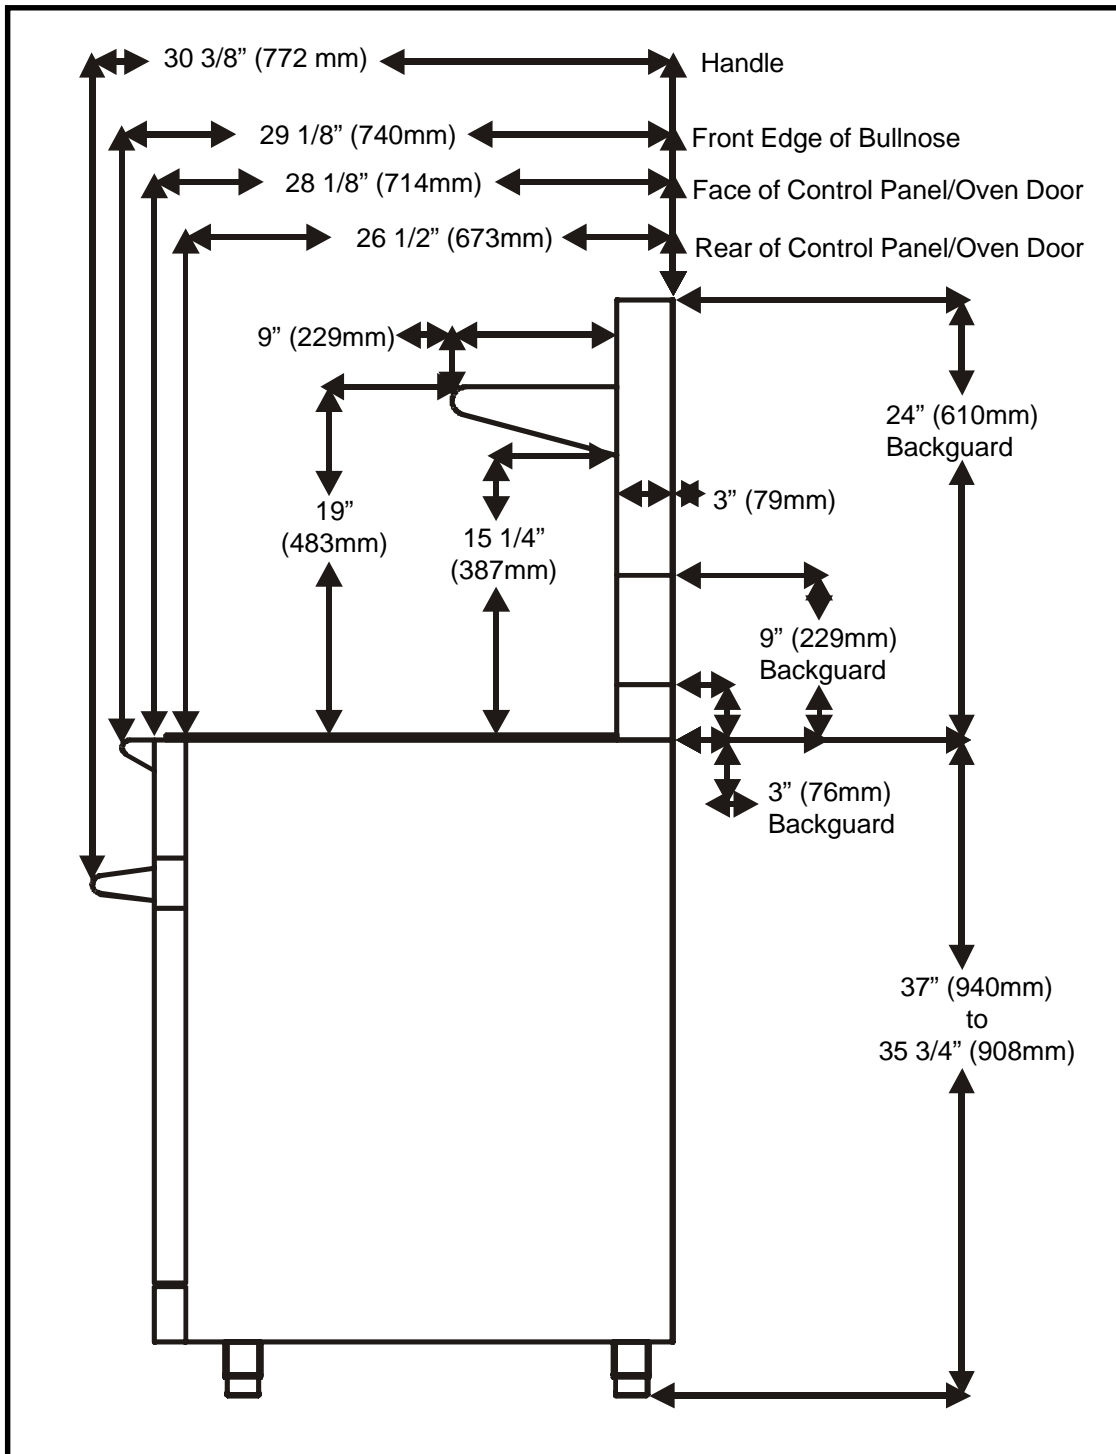 30 3/8” (772 mm)
Handle
29 1/8” (740mm)
Front Edge of Bullnose
28 1/8” (714mm)
Face of Control Panel/Oven Door
26 1/2” (673mm)
Rear of Control Panel/Oven Door
9” (229mm)
24” (610mm)
Backguard
3” (79mm)
19”
(483mm)
15 1/4”
(387mm)
9” (229mm)
Backguard
3” (76mm)
Backguard
37” (940mm)
to
35 3/4” (908mm)